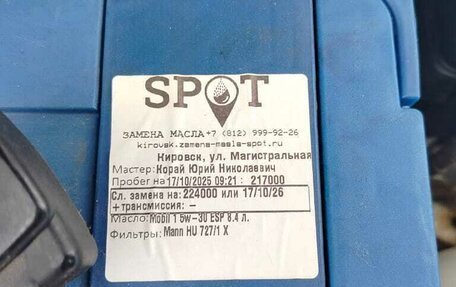 SPOT
ЗАМЕНА МАСЛА+7 (812) 999-92-26
kirovsk.zamena-masla-spot.ru
Кировск, ул. Магистральная
Мастер: Корай Юрий Николаевич
Пробег на 17/10/2025 09:21 : 217000
Сл. замена на: 224000 или 17/10/26
+трансмиссия: –
Масло: Mobil 1 5w-30 ESP 8.4 л.
Фильтры: Mann HU 727/1 X